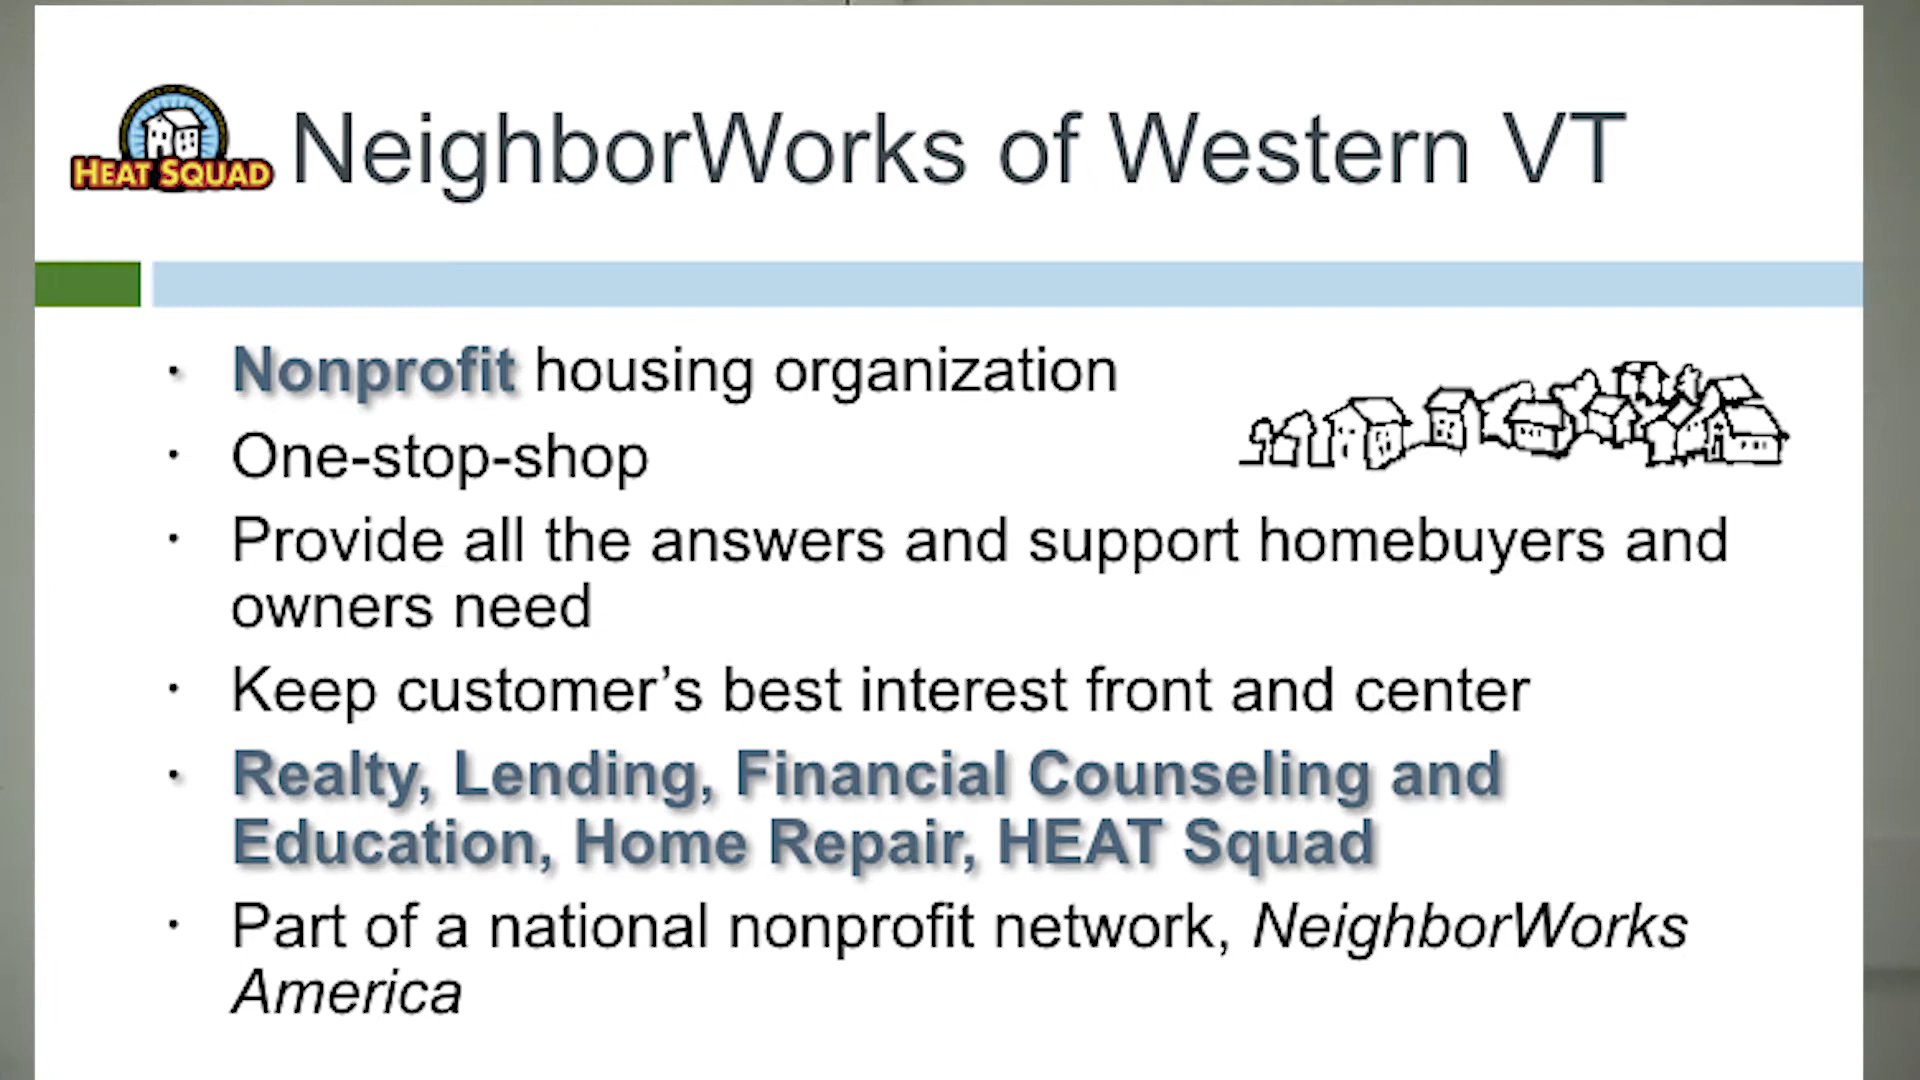 HEAT SQUAD
NeighborWorks of Western VT
· Nonprofit housing organization
· One-stop-shop
· Provide all the answers and support homebuyers and
owners need
· Keep customer’s best interest front and center
· Realty, Lending, Financial Counseling and
Education, Home Repair, HEAT Squad
· Part of a national nonprofit network, NeighborWorks
America